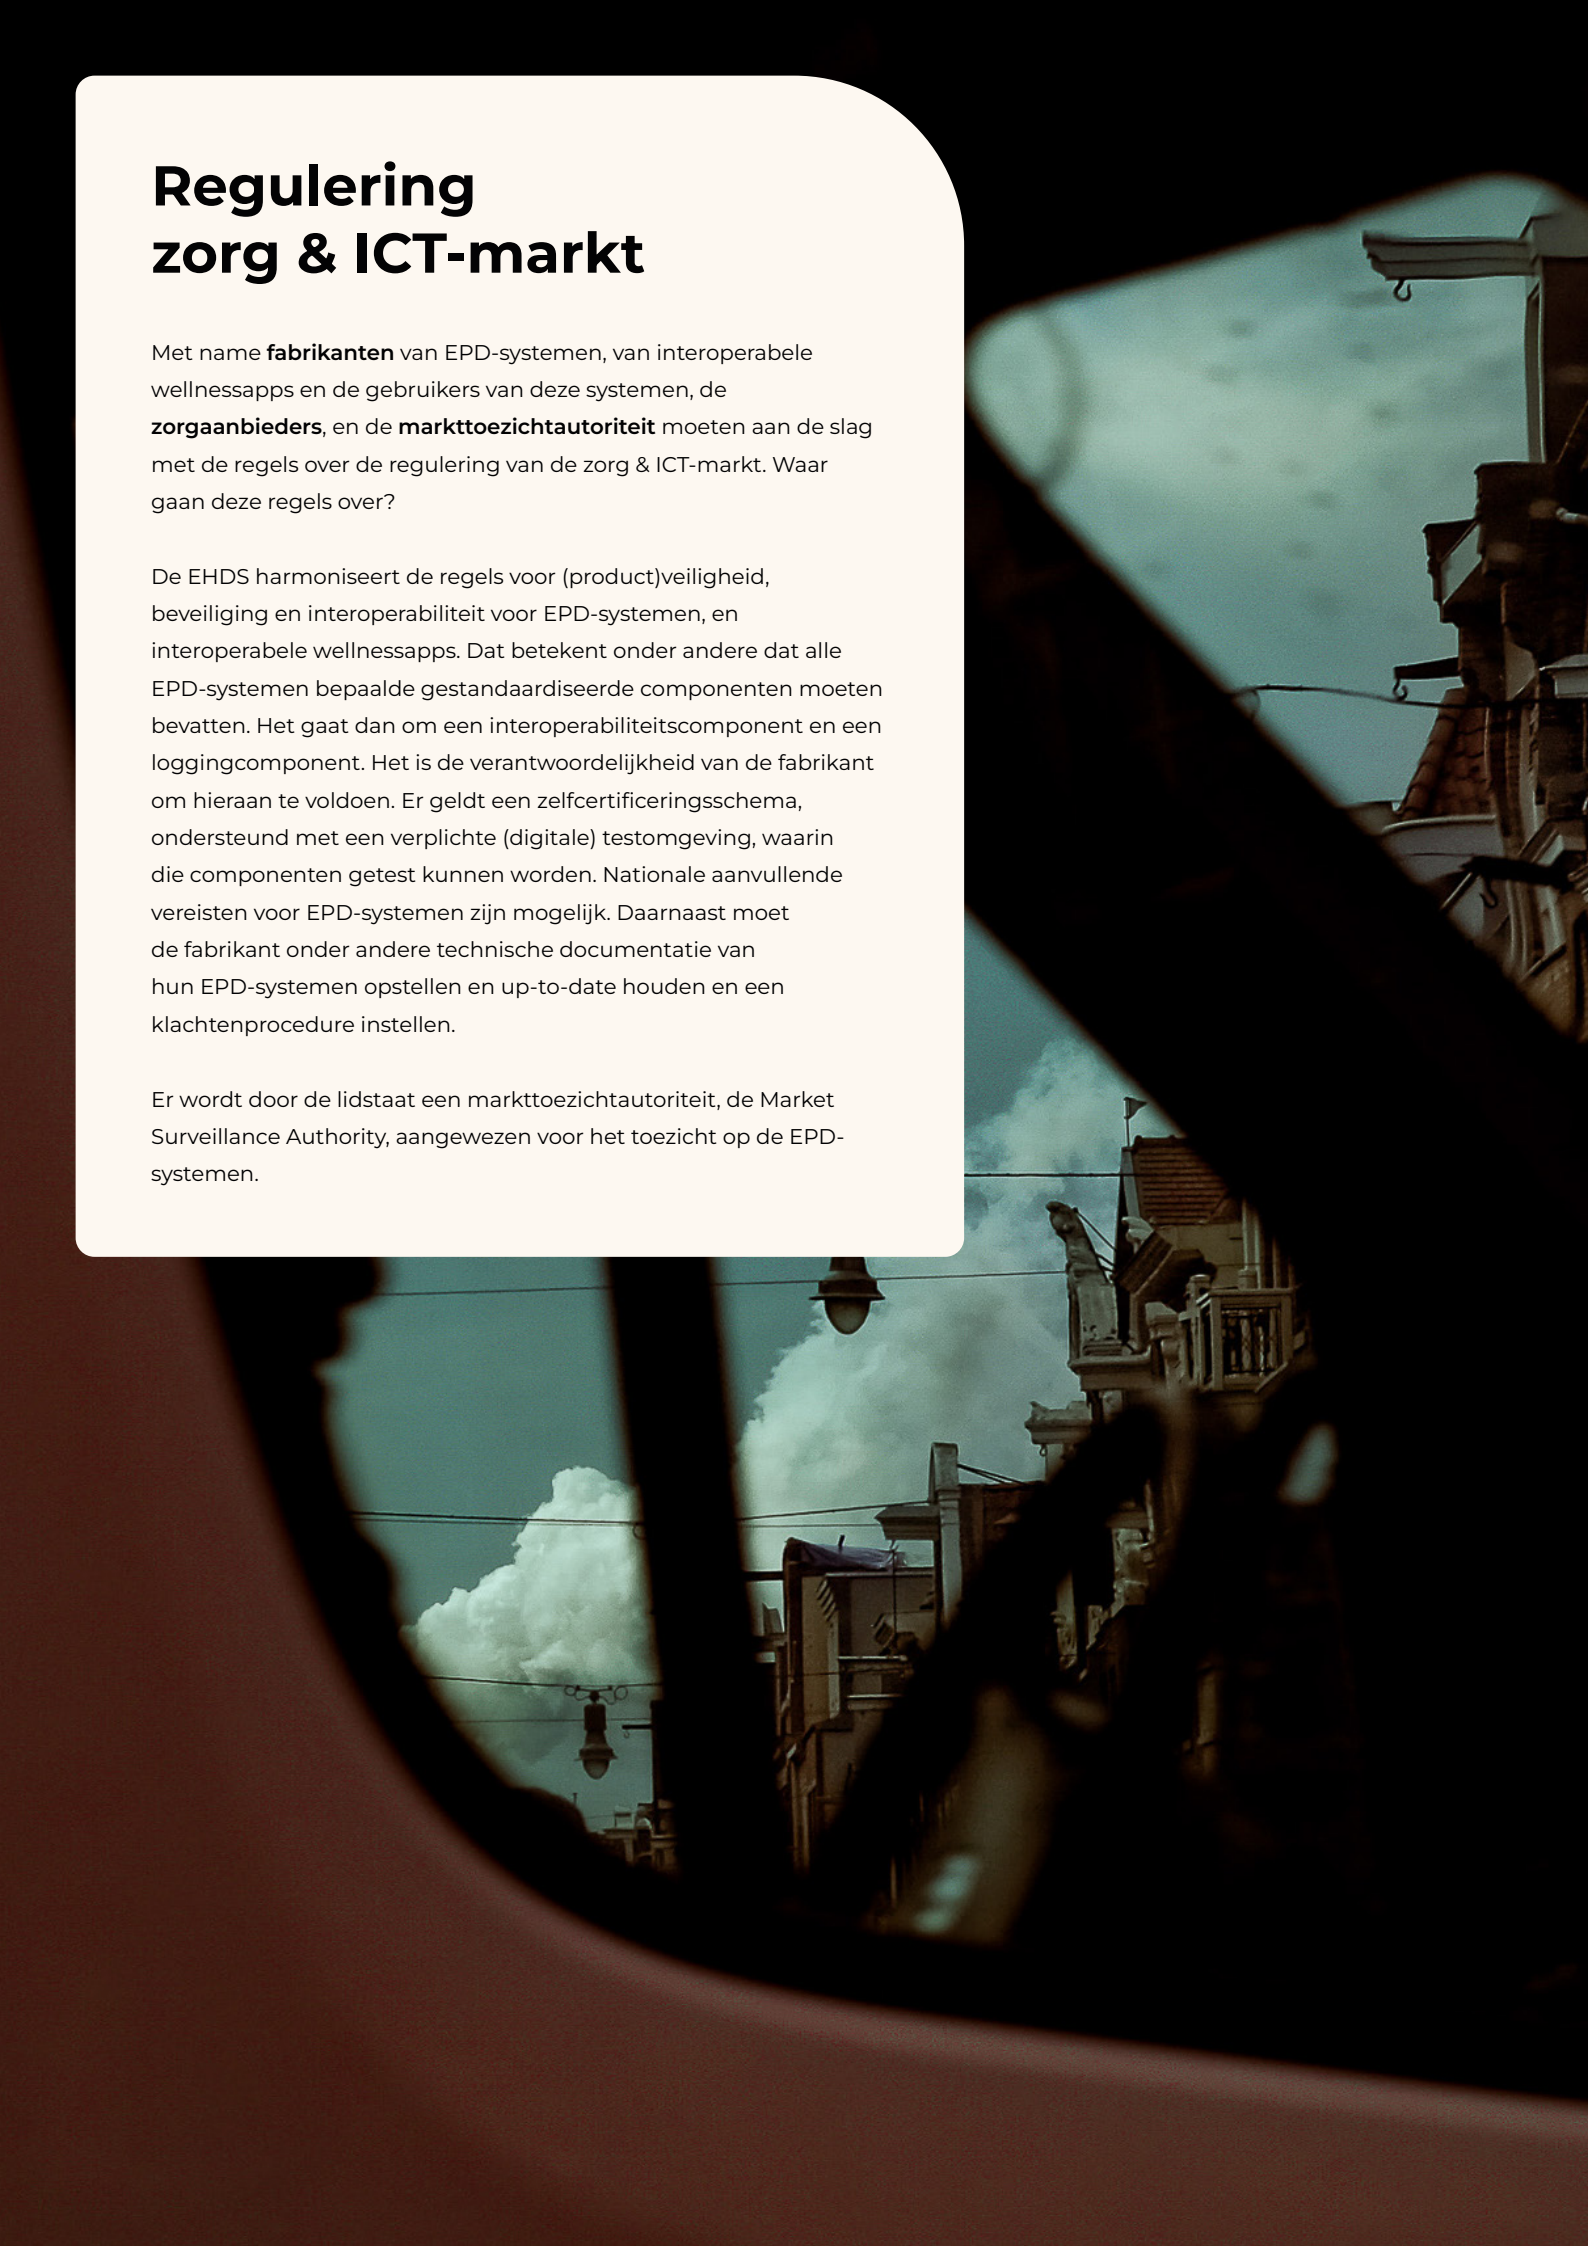 Regulering
zorg & ICT-markt
Met name fabrikanten van EPD-systemen, van interoperabele
wellnessapps en de gebruikers van deze systemen, de
zorgaanbieders, en de markttoezichtautoriteit moeten aan de slag
met de regels over de regulering van de zorg & ICT-markt. Waar
gaan deze regels over?
De EHDS harmoniseert de regels voor (product)veiligheid,
beveiliging en interoperabiliteit voor EPD-systemen, en
interoperabele wellnessapps. Dat betekent onder andere dat alle
EPD-systemen bepaalde gestandaardiseerde componenten moeten
bevatten. Het gaat dan om een interoperabiliteitscomponent en een
loggingcomponent. Het is de verantwoordelijkheid van de fabrikant
om hieraan te voldoen. Er geldt een zelfcertificeringsschema,
ondersteund met een verplichte (digitale) testomgeving, waarin
die componenten getest kunnen worden. Nationale aanvullende
vereisten voor EPD-systemen zijn mogelijk. Daarnaast moet
de fabrikant onder andere technische documentatie van
hun EPD-systemen opstellen en up-to-date houden en een
klachtenprocedure instellen.
Er wordt door de lidstaat een markttoezichtautoriteit, de Market
Surveillance Authority, aangewezen voor het toezicht op de EPD-
systemen.